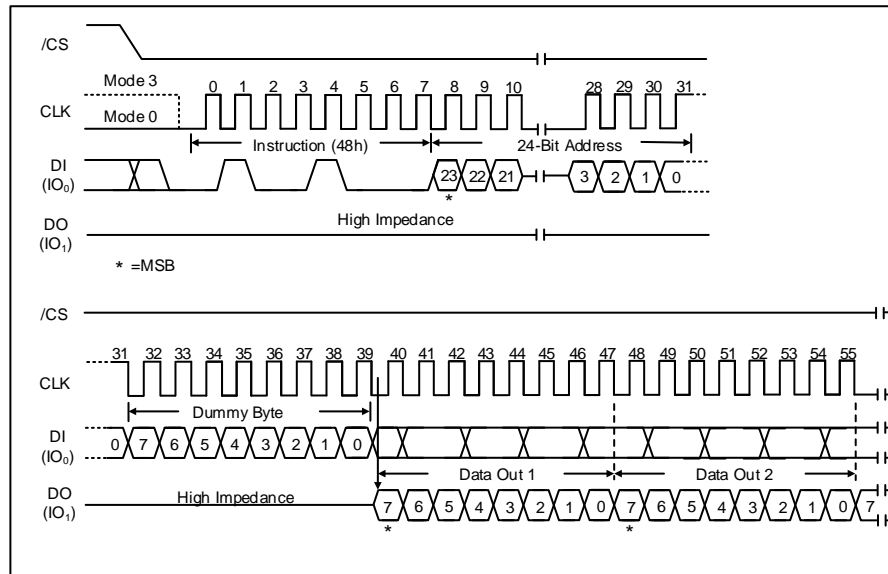 /CS
Mode 3
0 1 2 3 4 5 6 7 8 9 10 28 29 30 31
CLK
Mode 0
Instruction (48h)
24-Bit Address
DI
(IO0)
23 22 21 3 2 1 0
*
DO
(IO1)
High Impedance
* =MSB
/CS
31 32 33 34 35 36 37 38 39 40 41 42 43 44 45 46 47 48 49 50 51 52 53 54 55
CLK
Dummy Byte
DI
(IO0)
0 7 6 5 4 3 2 1 0
Data Out 1
Data Out 2
DO
(IO1)
High Impedance
7 6 5 4 3 2 1 0 7 6 5 4 3 2 1 0 7
* *